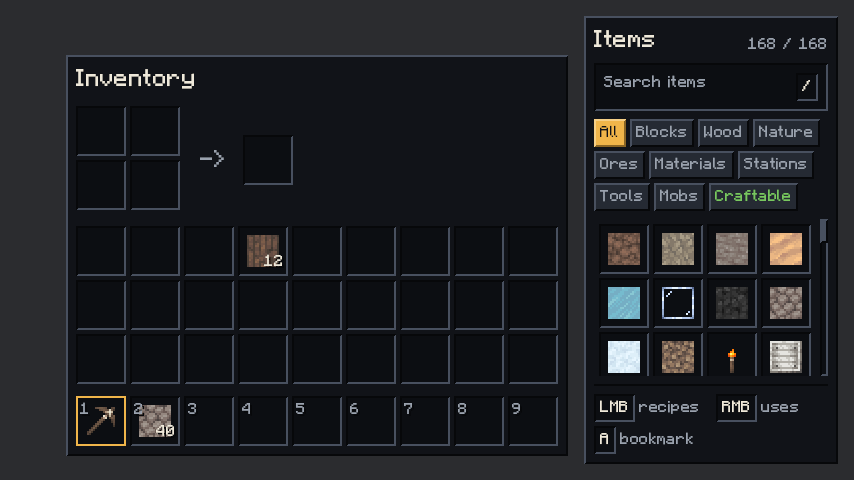 Inventory
12
1 2 3 4 5 6 7 8 9
40
Items 168 / 168
Search items /
All Blocks Wood Nature
Ores Materials Stations
Tools Mobs Craftable
LMB recipes RMB uses
A bookmark